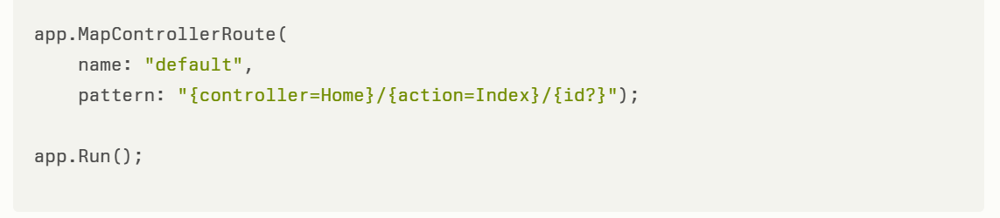 app.MapControllerRoute(
    name: "default",
    pattern: "{controller=Home}/{action=Index}/{id?}");

app.Run();